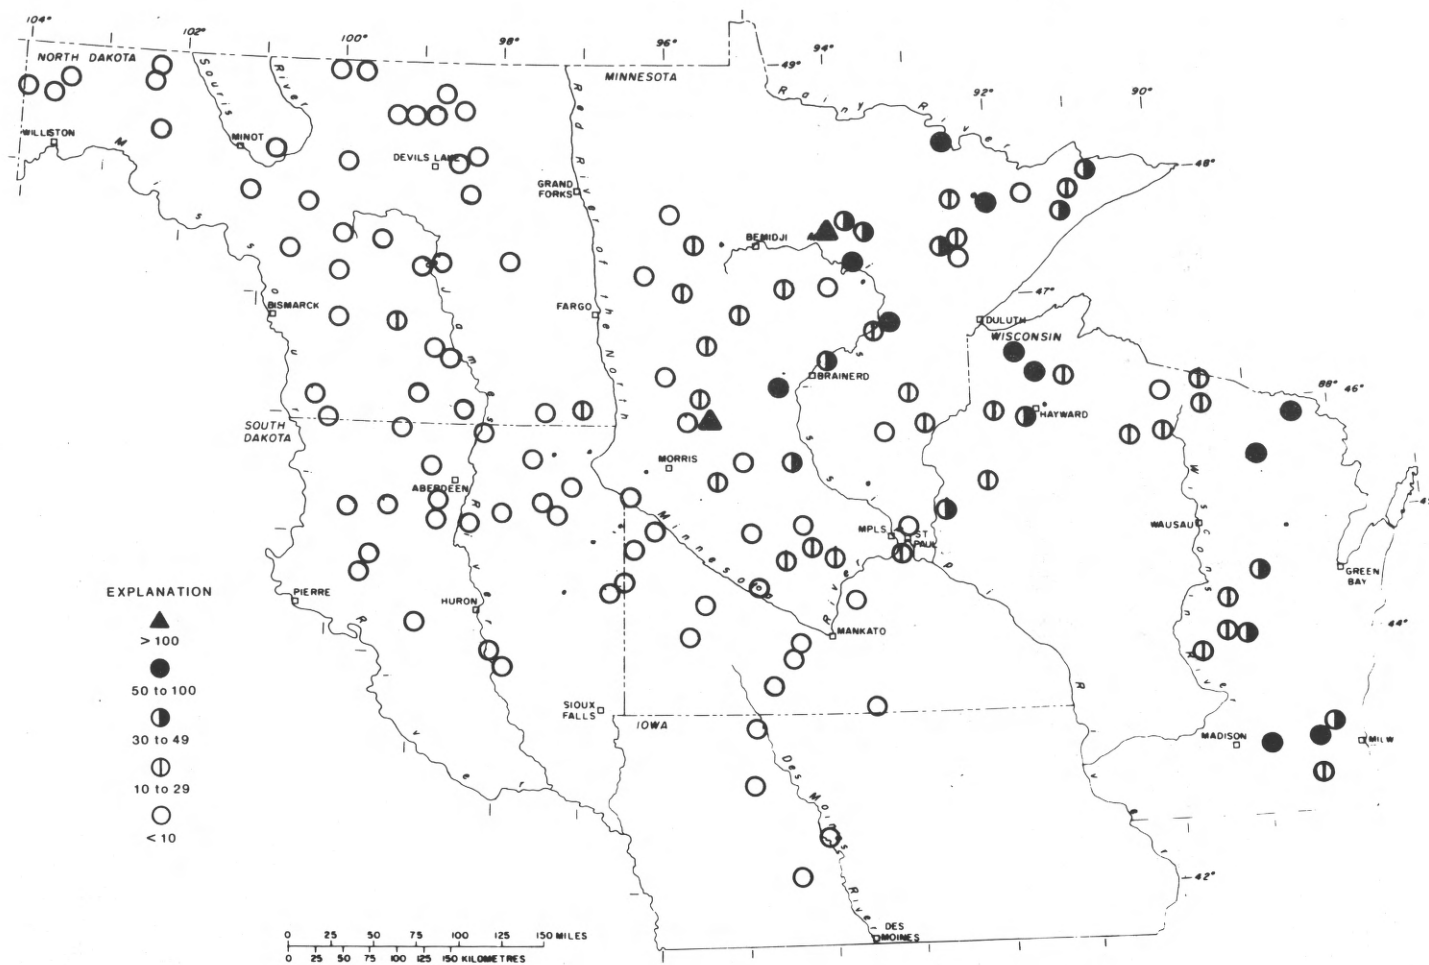 104°
102°
100°
98°
96°
94°
49°
92°
90°
NORTH DAKOTA
MINNESOTA
Souris
River
Rainy River
WILLISTON
MINOT
DEVILS LAKE
48°
GRAND
FORKS
Red River of the North
BEMIDJI
Missouri River
James River
BISMARCK
FARGO
47°
DULUTH
WISCONSIN
BRAINERD
Mississippi River
HAYWARD
88° 46°
SOUTH
DAKOTA
MORRIS
ABERDEEN
Minnesota River
MPLS
ST
PAUL
WAUSAU
Wisconsin River
GREEN
BAY
EXPLANATION
> 100
50 to 100
30 to 49
10 to 29
< 10
PIERRE
HURON
MANKATO
44°
SIOUX
FALLS
IOWA
MADISON
MILW
Des Moines River
42°
DES
MOINES
0 25 50 75 100 125 150 MILES
0 25 50 75 100 125 150 KILOMETRES